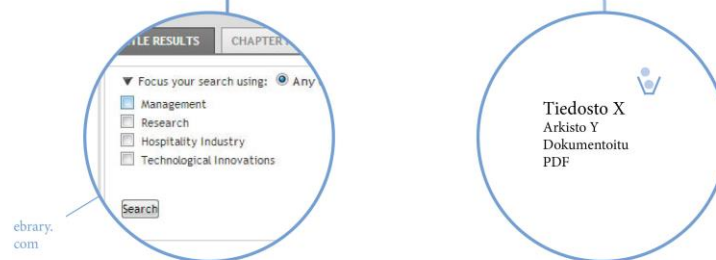 TLE RESULTS
CHAPTER
Focus your search using: Any
Management
Research
Hospitality Industry
Technological Innovations
Search
ebrary.
com
Tiedosto X
Arkisto Y
Dokumentoitu
PDF